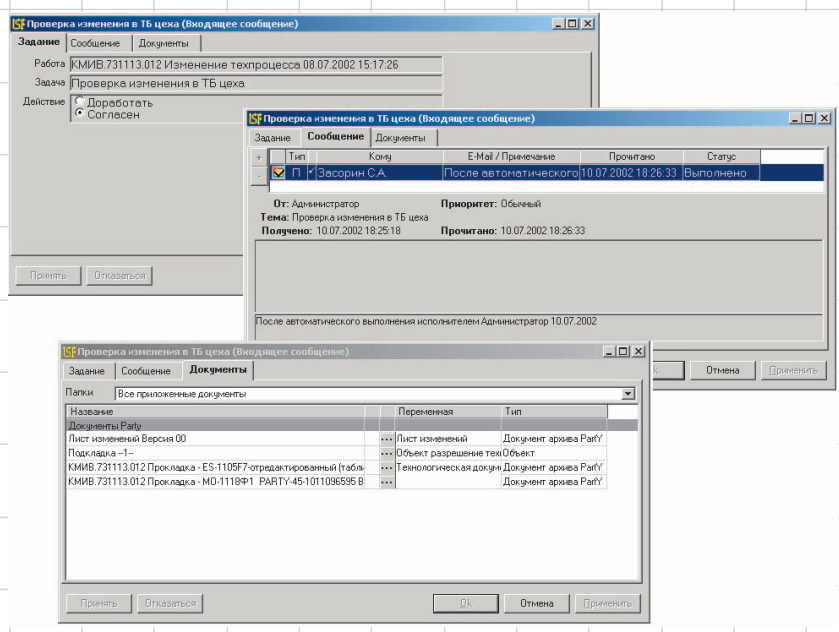 Проверка изменения в ТБ цеха (Входящее сообщение)
Задание Сообщение Документы
Работа КМИВ.731113.012 Изменение техпроцесса 08.07.2002 15:17:26
Задача Проверка изменения в ТБ цеха
Действие Доработать
Согласен
Принять Отказаться
Проверка изменения в ТБ цеха (Входящее сообщение)
Задание Сообщение Документы
+ Тип Кому E-Mail / Примечание Прочитано Статус
- П Засорин С.А. После автоматического 10.07.2002 18:26:33 Выполнено
От: Администратор Приоритет: Обычный
Тема: Проверка изменения в ТБ цеха
Получено: 10.07.2002 18:25:18 Прочитано: 10.07.2002 18:26:33
После автоматического выполнения исполнителем Администратор 10.07.2002
Отмена Применить
Проверка изменения в ТБ цеха (Входящее сообщение)
Задание Сообщение Документы
Папки Все приложенные документы
Название Переменная Тип
Документы Party
Лист изменений Версия 00 ... Лист изменений Документ архива PartY
Подкладка --1-- ... Объект разрешение техн Объект
КМИВ.731113.012 Прокладка - ES-1105F7-отредактированный (табли ... Технологическая докум Документ архива PartY
КМИВ.731113.012 Прокладка - МО-1118Ф1 PARTY-45-1011096595 В ... Документ архива PartY
Принять Отказаться Ok Отмена Применить